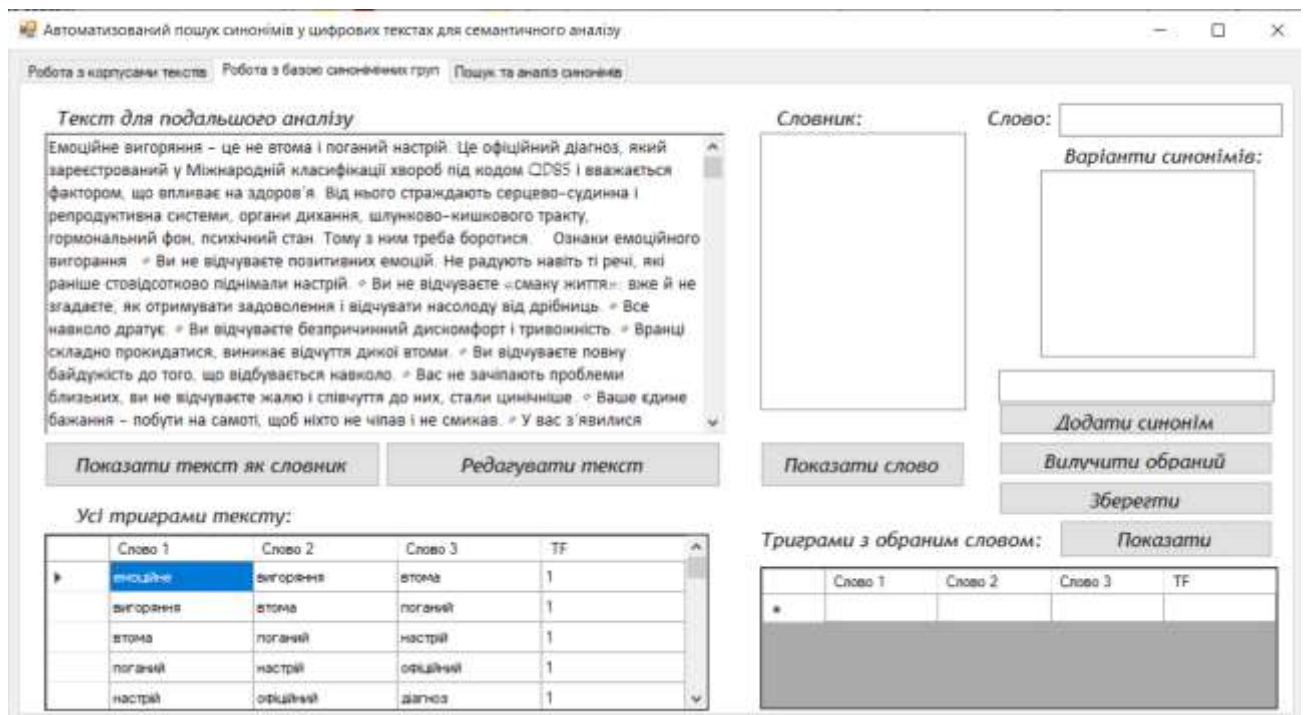 Автоматизований пошук синонімів у цифрових текстах для семантичного аналізу
Робота з корпусами текстів Робота з базою синонімічних груп Пошук та аналіз синонімів
Текст для подальшого аналізу
Емоційне вигоряння – це не втома і поганий настрій. Це офіційний діагноз, який
зареєстрований у Міжнародній класифікації хвороб під кодом QD85 і вважається
фактором, що впливає на здоров'я. Від нього страждають серцево-судинна і
репродуктивна системи, органи дихання, шлунково-кишкового тракту,
гормональний фон, психічний стан. Тому з ним треба боротися. Ознаки емоційного
вигорання Ви не відчуваєте позитивних емоцій. Не радують навіть ті речі, які
раніше стовідсотково піднімали настрій. Ви не відчуваєте «смаку життя»: вже й не
згадаєте, як отримувати задоволення і відчувати насолоду від дрібниць. Все
навколо дратує. Ви відчуваєте безпричинний дискомфорт і тривожність. Вранці
складно прокидатися, виникає відчуття дикої втоми. Ви відчуваєте повну
байдужість до того, що відбувається навколо. Вас не зачіпають проблеми
близьких, ви не відчуваєте жалю і співчуття до них, стали цинічніше. Ваше єдине
бажання – побути на самоті, щоб ніхто не чіпав і не смикав. У вас з'явилися
Показати текст як словник Редагувати текст
Словник:
Показати слово
Слово:
Варіанти синонімів:
Додати синонім
Вилучити обраний
Зберегти
Усі триграми тексту:
Слово 1 Слово 2 Слово 3 TF
емоційне вигоряння втома 1
вигоряння втома поганий 1
втома поганий настрій 1
поганий настрій офіційний 1
настрій офіційний діагноз 1
Триграми з обраним словом: Показати
Слово 1 Слово 2 Слово 3 TF